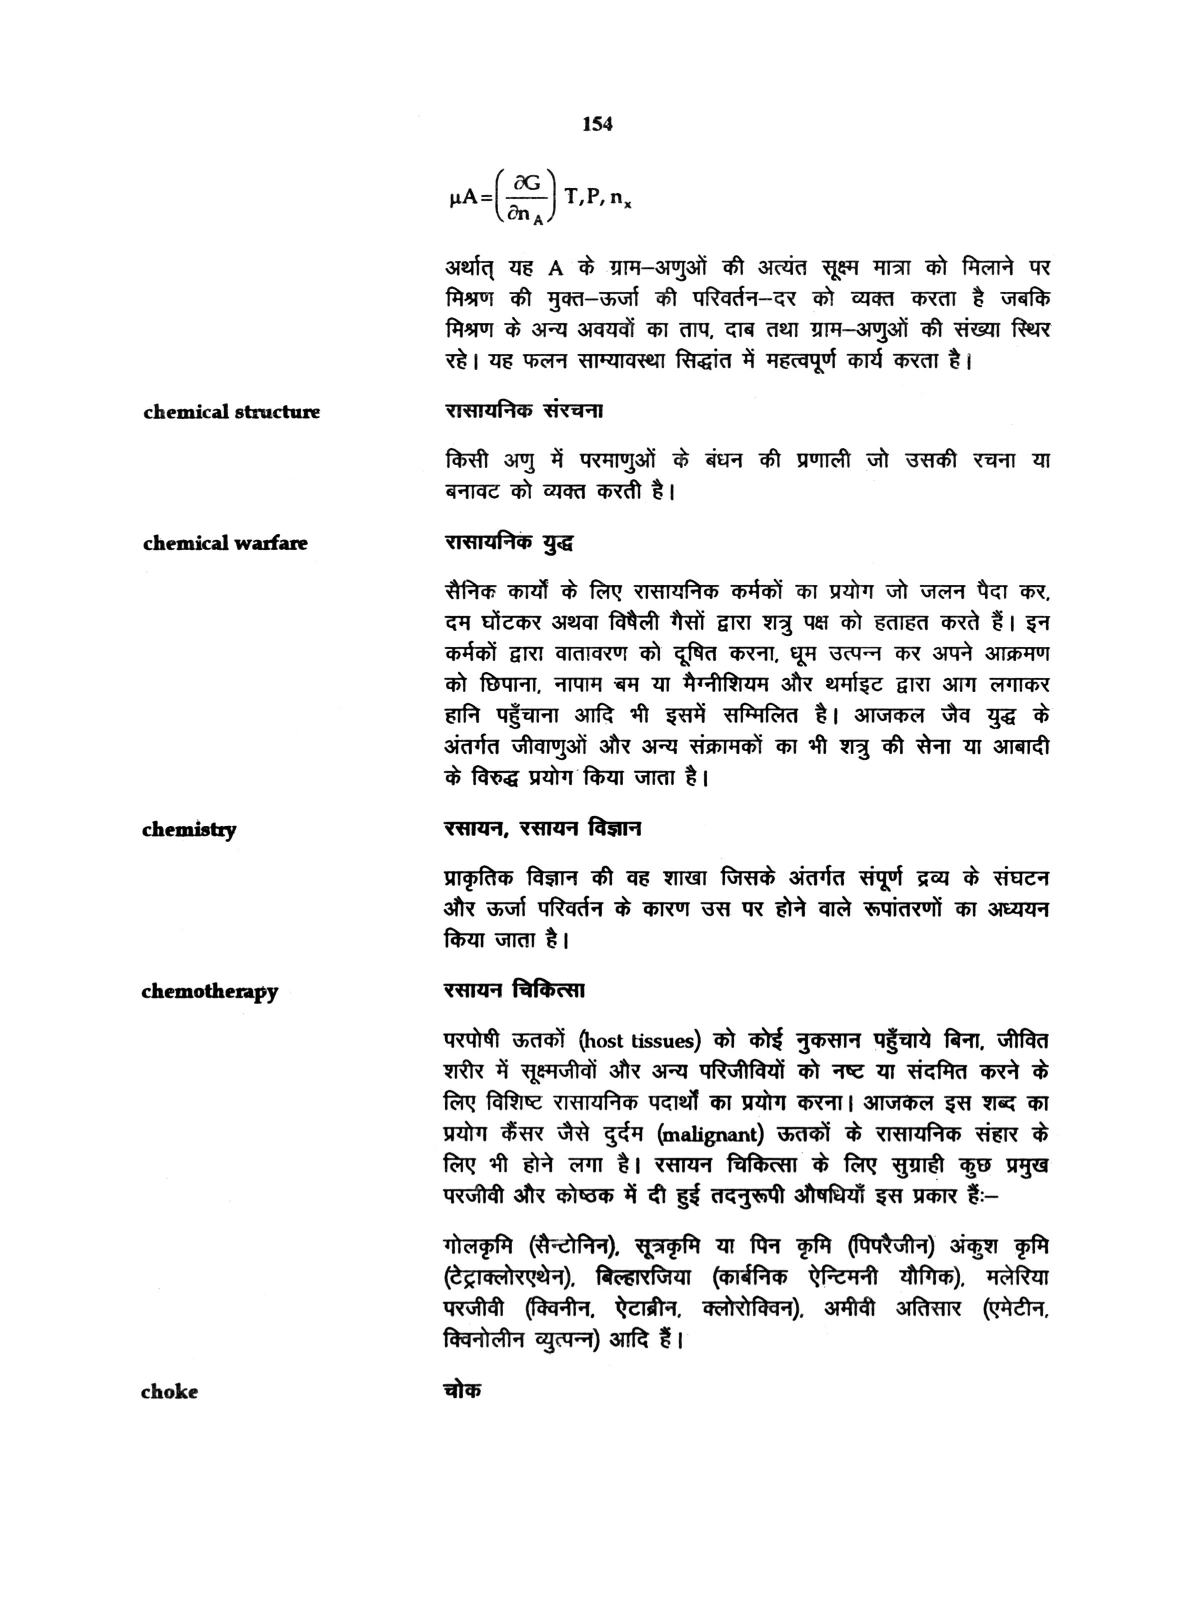 154
μA=(∂G/∂n_A) T,P, n_x
अर्थात् यह A के ग्राम–अणुओं की अत्यंत सूक्ष्म मात्रा को मिलाने पर
मिश्रण की मुक्त–ऊर्जा की परिवर्तन–दर को व्यक्त करता है जबकि
मिश्रण के अन्य अवयवों का ताप, दाब तथा ग्राम–अणुओं की संख्या स्थिर
रहे। यह फलन साम्यावस्था सिद्धांत में महत्वपूर्ण कार्य करता है।
chemical structure रासायनिक संरचना
किसी अणु में परमाणुओं के बंधन की प्रणाली जो उसकी रचना या
बनावट को व्यक्त करती है।
chemical warfare रासायनिक युद्ध
सैनिक कार्यों के लिए रासायनिक कर्मकों का प्रयोग जो जलन पैदा कर,
दम घोंटकर अथवा विषैली गैसों द्वारा शत्रु पक्ष को हताहत करते हैं। इन
कर्मकों द्वारा वातावरण को दूषित करना, धूम उत्पन्न कर अपने आक्रमण
को छिपाना, नापाम बम या मैग्नीशियम और थर्माइट द्वारा आग लगाकर
हानि पहुँचाना आदि भी इसमें सम्मिलित है। आजकल जैव युद्ध के
अंतर्गत जीवाणुओं और अन्य संक्रामकों का भी शत्रु की सेना या आबादी
के विरुद्ध प्रयोग किया जाता है।
chemistry रसायन, रसायन विज्ञान
प्राकृतिक विज्ञान की वह शाखा जिसके अंतर्गत संपूर्ण द्रव्य के संघटन
और ऊर्जा परिवर्तन के कारण उस पर होने वाले रूपांतरणों का अध्ययन
किया जाता है।
chemotherapy रसायन चिकित्सा
परपोषी ऊतकों (host tissues) को कोई नुकसान पहुँचाये बिना, जीवित
शरीर में सूक्ष्मजीवों और अन्य परिजीवियों को नष्ट या संदमित करने के
लिए विशिष्ट रासायनिक पदार्थों का प्रयोग करना। आजकल इस शब्द का
प्रयोग कैंसर जैसे दुर्दम (malignant) ऊतकों के रासायनिक संहार के
लिए भी होने लगा है। रसायन चिकित्सा के लिए सुग्राही कुछ प्रमुख
परजीवी और कोष्ठक में दी हुई तदनुरूपी औषधियाँ इस प्रकार हैं:–
गोलकृमि (सैन्टोनिन), सूत्रकृमि या पिन कृमि (पिपरैजीन) अंकुश कृमि
(टेट्राक्लोरएथेन), बिल्हारजिया (कार्बनिक ऐन्टिमनी यौगिक), मलेरिया
परजीवी (क्विनीन, ऐटाब्रीन, क्लोरोक्विन), अमीवी अतिसार (एमेटीन,
क्विनोलीन व्युत्पन्न) आदि हैं।
choke चोक